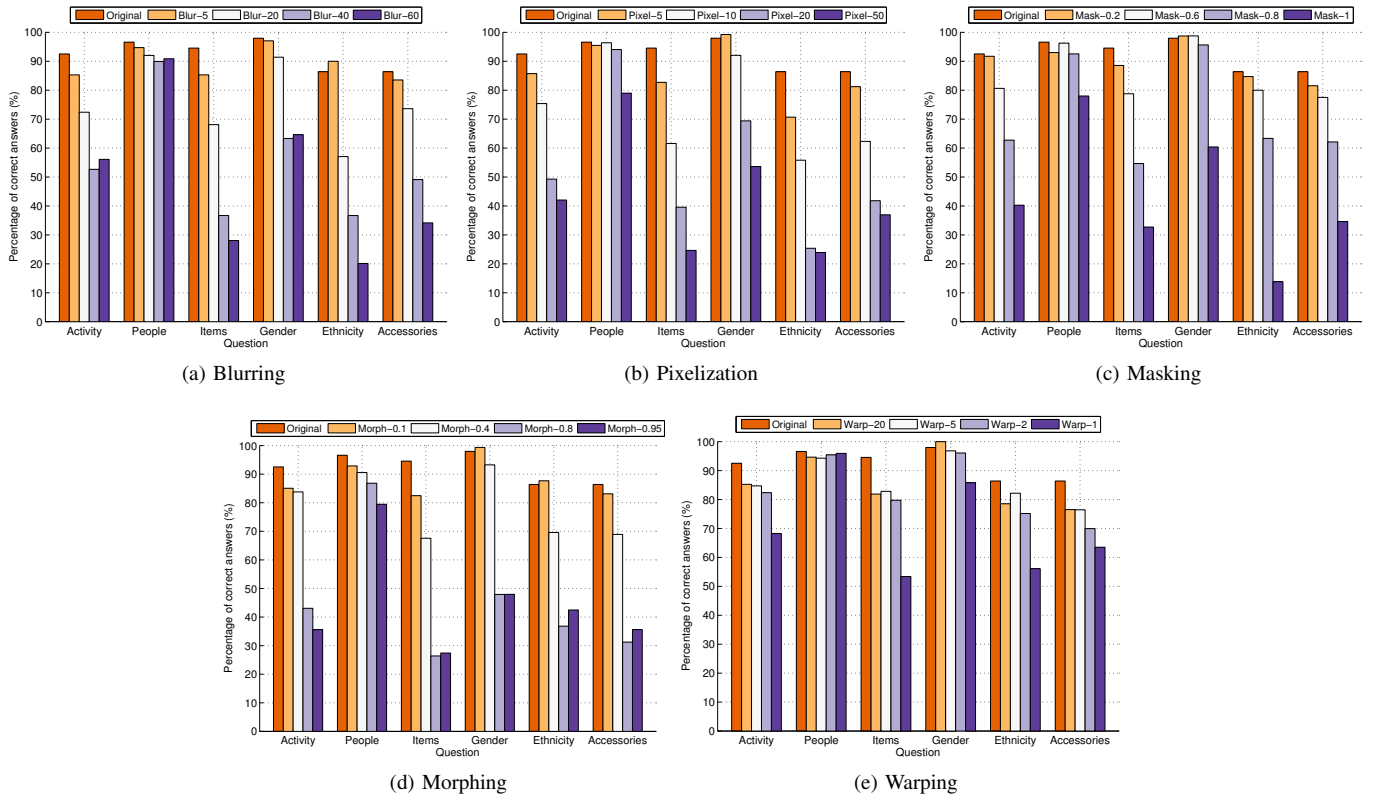 Original Blur−5 Blur−20 Blur−40 Blur−60
Percentage of correct answers (%)
100
90
80
70
60
50
40
30
20
10
0
Activity People Items Gender Ethnicity Accessories
Question
(a) Blurring
Original Pixel−5 Pixel−10 Pixel−20 Pixel−50
Percentage of correct answers (%)
100
90
80
70
60
50
40
30
20
10
0
Activity People Items Gender Ethnicity Accessories
Question
(b) Pixelization
Original Mask−0.2 Mask−0.6 Mask−0.8 Mask−1
Percentage of correct answers (%)
100
90
80
70
60
50
40
30
20
10
0
Activity People Items Gender Ethnicity Accessories
Question
(c) Masking
Original Morph−0.1 Morph−0.4 Morph−0.8 Morph−0.95
Percentage of correct answers (%)
100
90
80
70
60
50
40
30
20
10
0
Activity People Items Gender Ethnicity Accessories
Question
(d) Morphing
Original Warp−20 Warp−5 Warp−2 Warp−1
Percentage of correct answers (%)
100
90
80
70
60
50
40
30
20
10
0
Activity People Items Gender Ethnicity Accessories
Question
(e) Warping